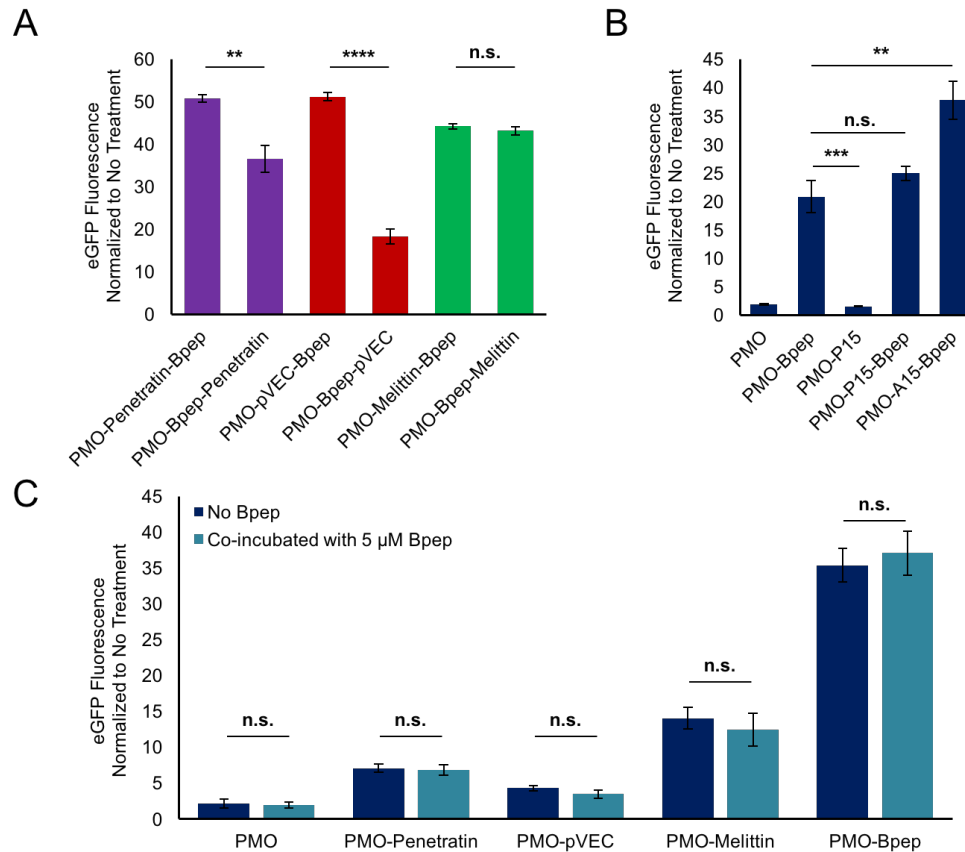 A
eGFP Fluorescence
Normalized to No Treatment
60
50
40
30
20
10
0
**
****
n.s.
PMO-Penetratin-Bpep
PMO-Bpep-Penetratin
PMO-pVEC-Bpep
PMO-Bpep-pVEC
PMO-Melittin-Bpep
PMO-Bpep-Melittin
B
eGFP Fluorescence
Normalized to No Treatment
45
40
35
30
25
20
15
10
5
0
**
n.s.
***
PMO
PMO-Bpep
PMO-P15
PMO-P15-Bpep
PMO-A15-Bpep
C
eGFP Fluorescence
Normalized to No Treatment
45
40
35
30
25
20
15
10
5
0
No Bpep
Co-incubated with 5 µM Bpep
n.s.
n.s.
n.s.
n.s.
n.s.
PMO
PMO-Penetratin
PMO-pVEC
PMO-Melittin
PMO-Bpep